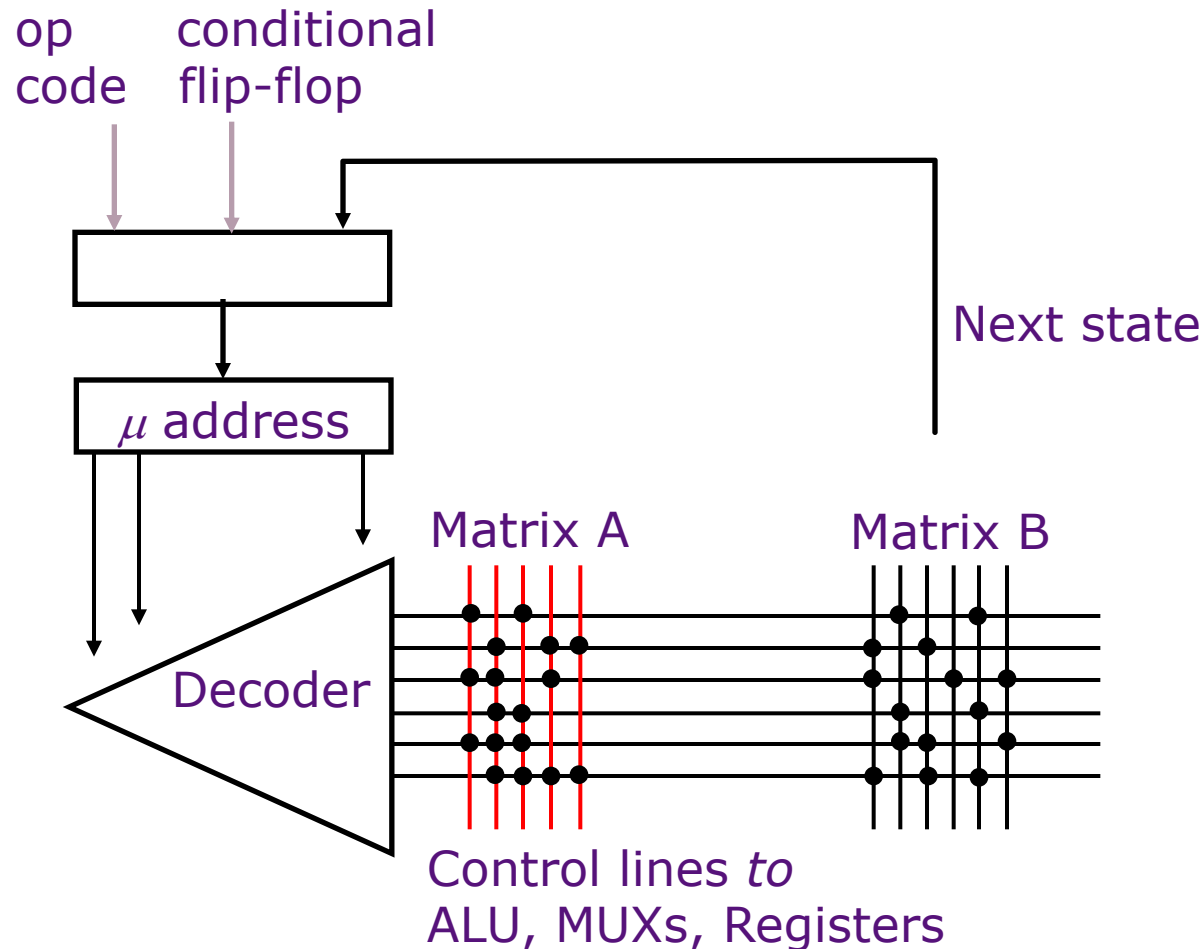 op conditional
code flip-flop
Next state
μ address
Matrix A Matrix B
Decoder
Control lines to
ALU, MUXs, Registers